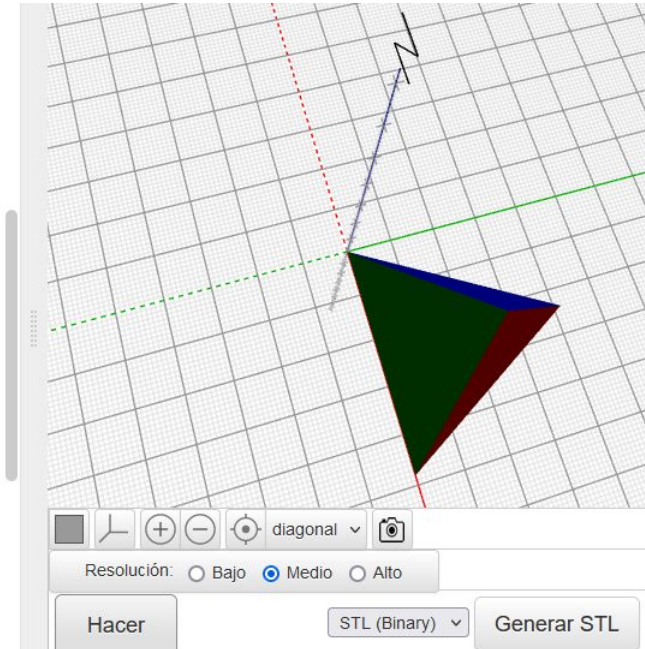 Z
diagonal
Resolución: Bajo Medio Alto
Hacer STL (Binary) Generar STL